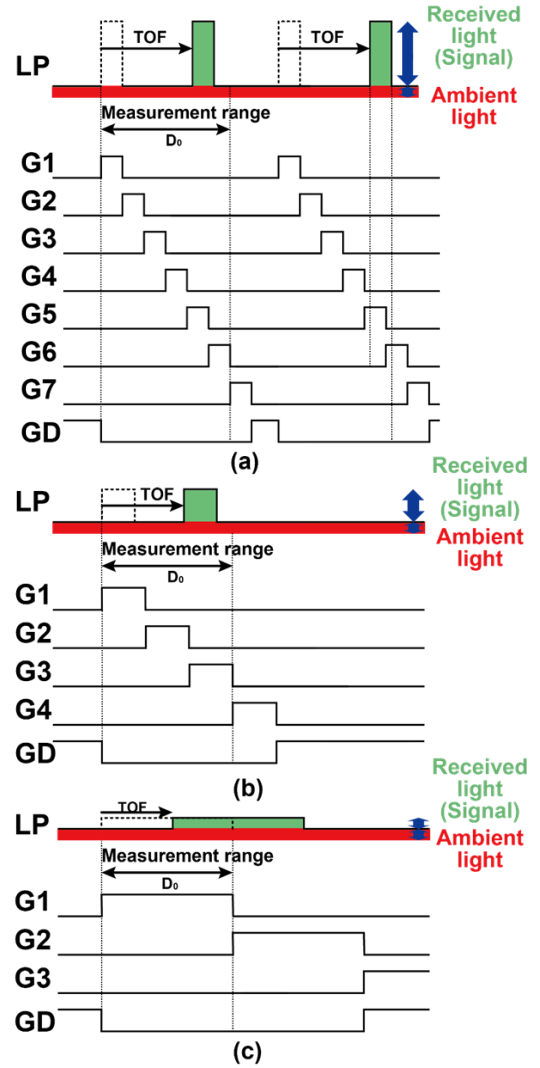 TOF
TOF
Received
light
(Signal)
LP
Ambient
light
Measurement range
D₀
G1
G2
G3
G4
G5
G6
G7
GD
(a)
LP
TOF
Received
light
(Signal)
Ambient
light
Measurement range
D₀
G1
G2
G3
G4
GD
(b)
TOF
Received
light
(Signal)
LP
Ambient
light
Measurement range
D₀
G1
G2
G3
GD
(c)